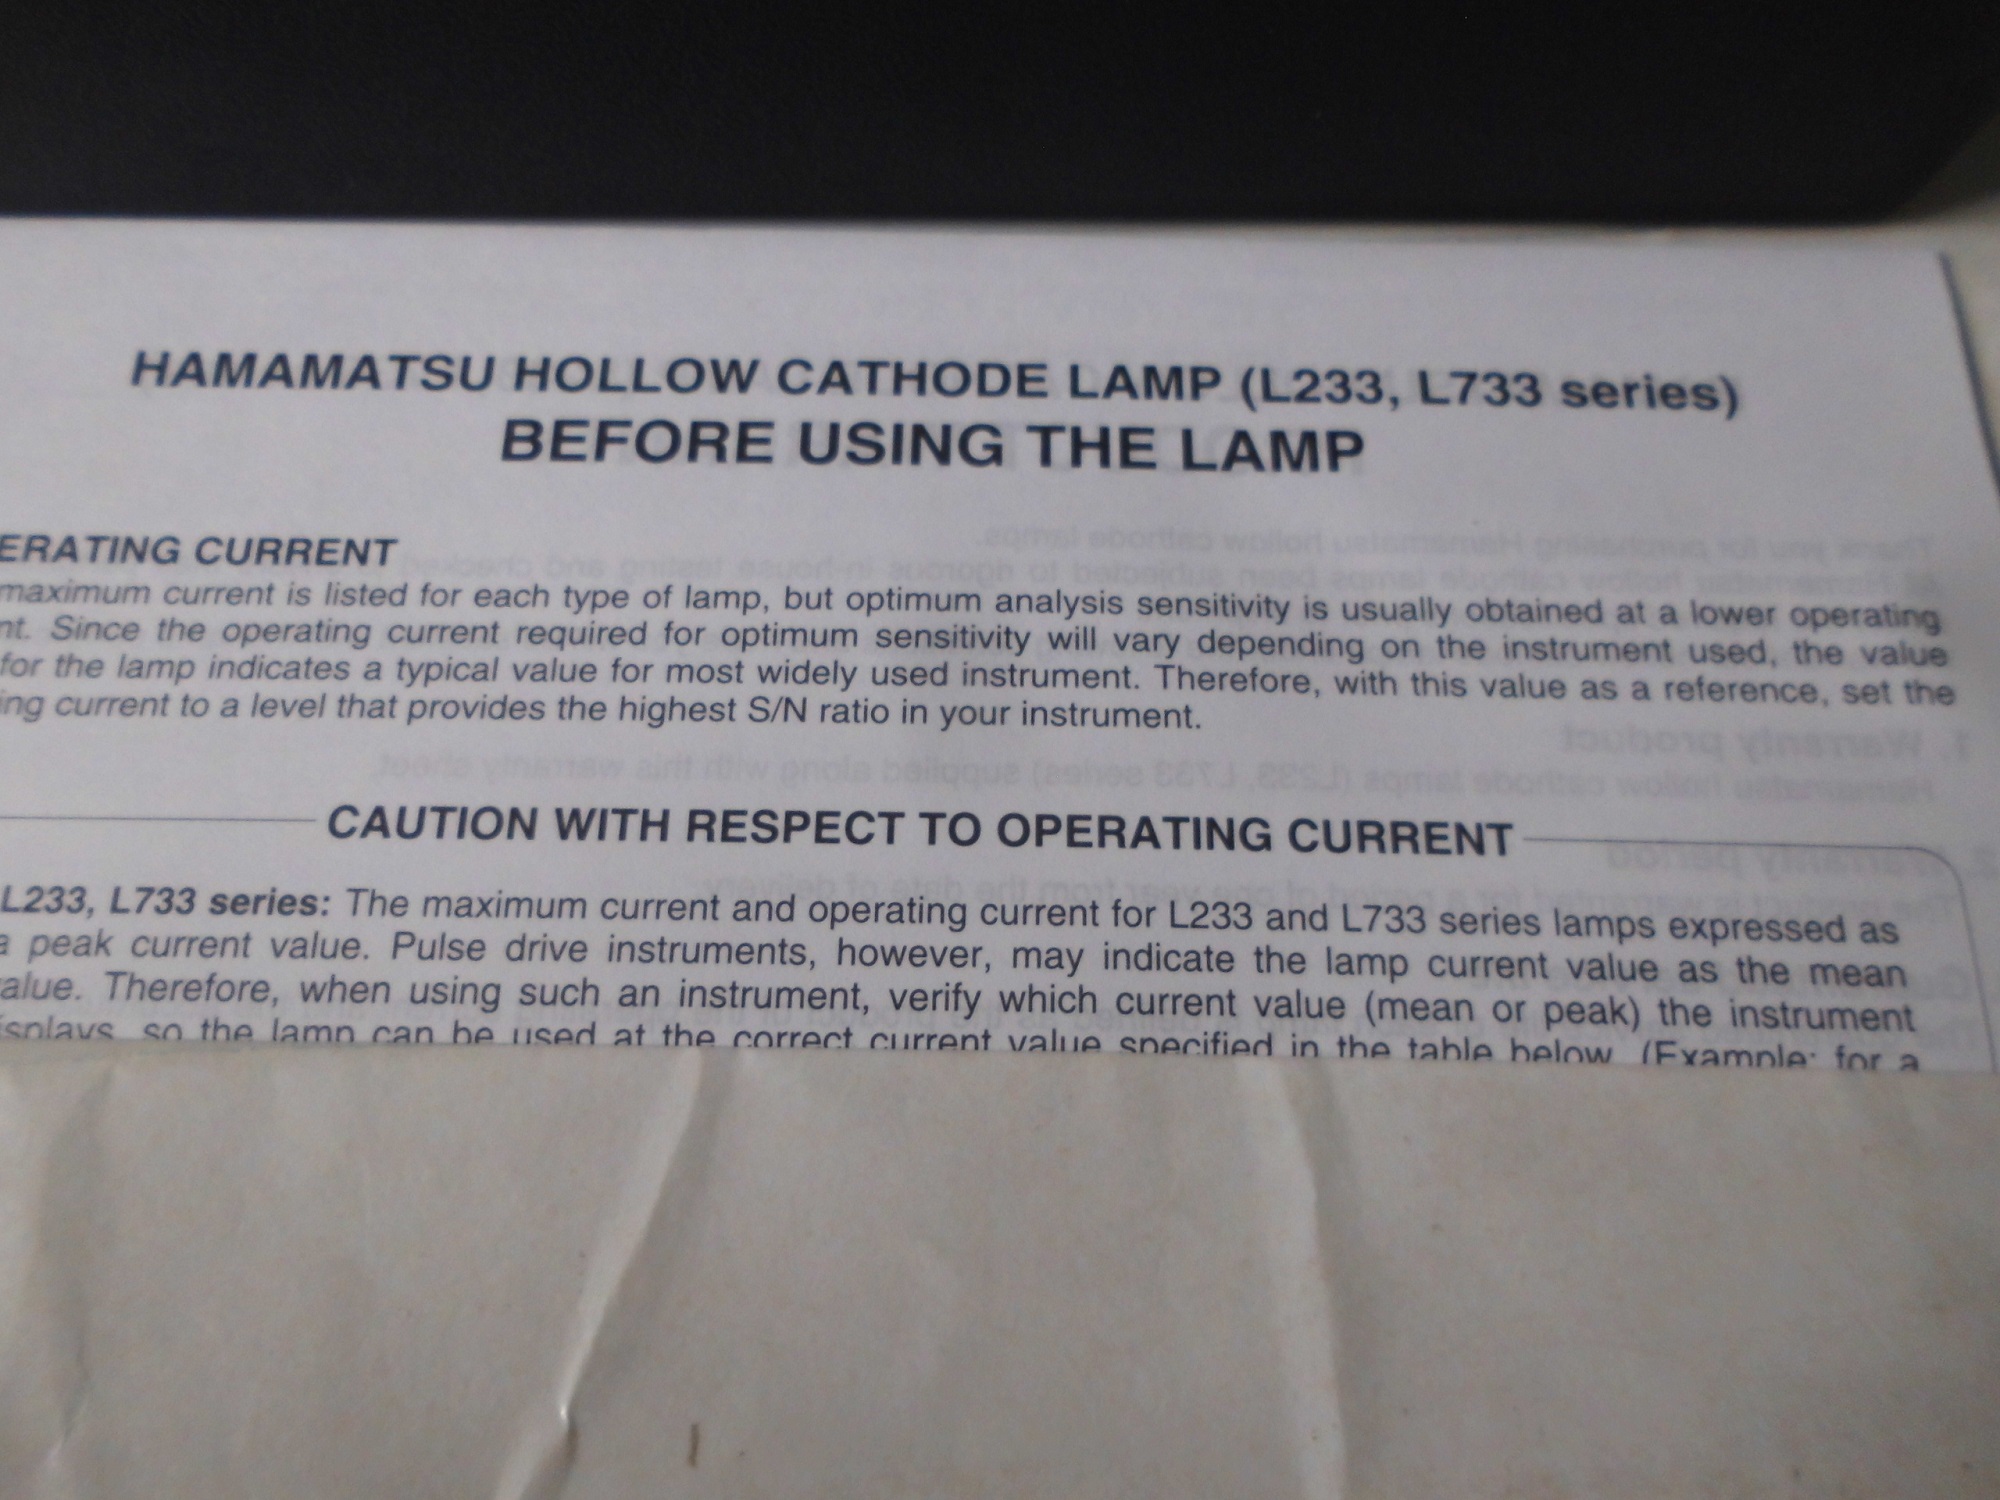 HAMAMATSU HOLLOW CATHODE LAMP (L233, L733 series)
BEFORE USING THE LAMP
ERATING CURRENT
maximum current is listed for each type of lamp, but optimum analysis sensitivity is usually obtained at a lower operating
nt. Since the operating current required for optimum sensitivity will vary depending on the instrument used, the value
for the lamp indicates a typical value for most widely used instrument. Therefore, with this value as a reference, set the
ing current to a level that provides the highest S/N ratio in your instrument.
CAUTION WITH RESPECT TO OPERATING CURRENT
L233, L733 series: The maximum current and operating current for L233 and L733 series lamps expressed as
a peak current value. Pulse drive instruments, however, may indicate the lamp current value as the mean
alue. Therefore, when using such an instrument, verify which current value (mean or peak) the instrument
isplays, so the lamp can be used at the correct current value specified in the table below. (Example: for a